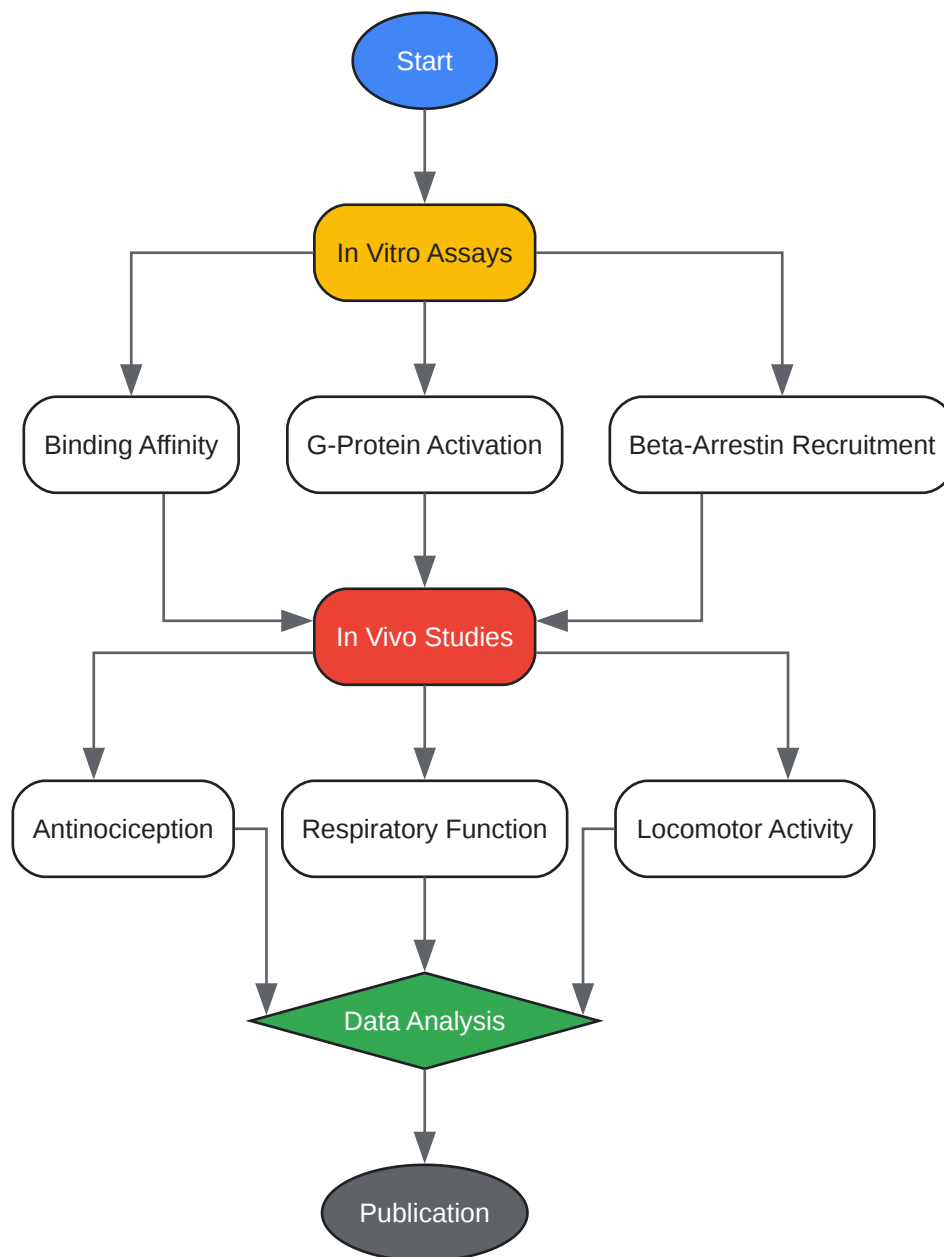 Start
In Vitro Assays
Binding Affinity
G-Protein Activation
Beta-Arrestin Recruitment
In Vivo Studies
Antinociception
Respiratory Function
Locomotor Activity
Data Analysis
Publication